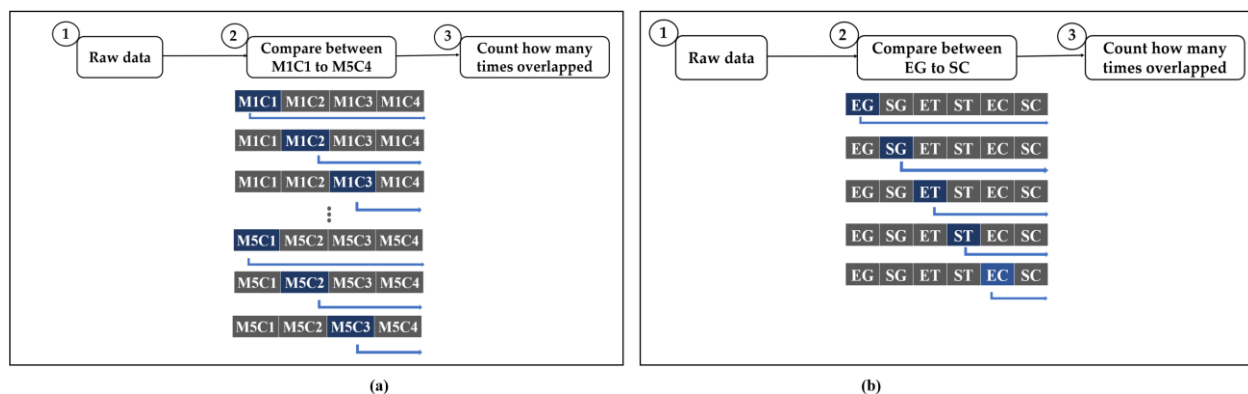 1
Raw data
2
Compare between
M1C1 to M5C4
3
Count how many
times overlapped
M1C1 M1C2 M1C3 M1C4
M1C1 M1C2 M1C3 M1C4
M1C1 M1C2 M1C3 M1C4
M5C1 M5C2 M5C3 M5C4
M5C1 M5C2 M5C3 M5C4
M5C1 M5C2 M5C3 M5C4
(a)
1
Raw data
2
Compare between
EG to SC
3
Count how many
times overlapped
EG SG ET ST EC SC
EG SG ET ST EC SC
EG SG ET ST EC SC
EG SG ET ST EC SC
EG SG ET ST EC SC
(b)